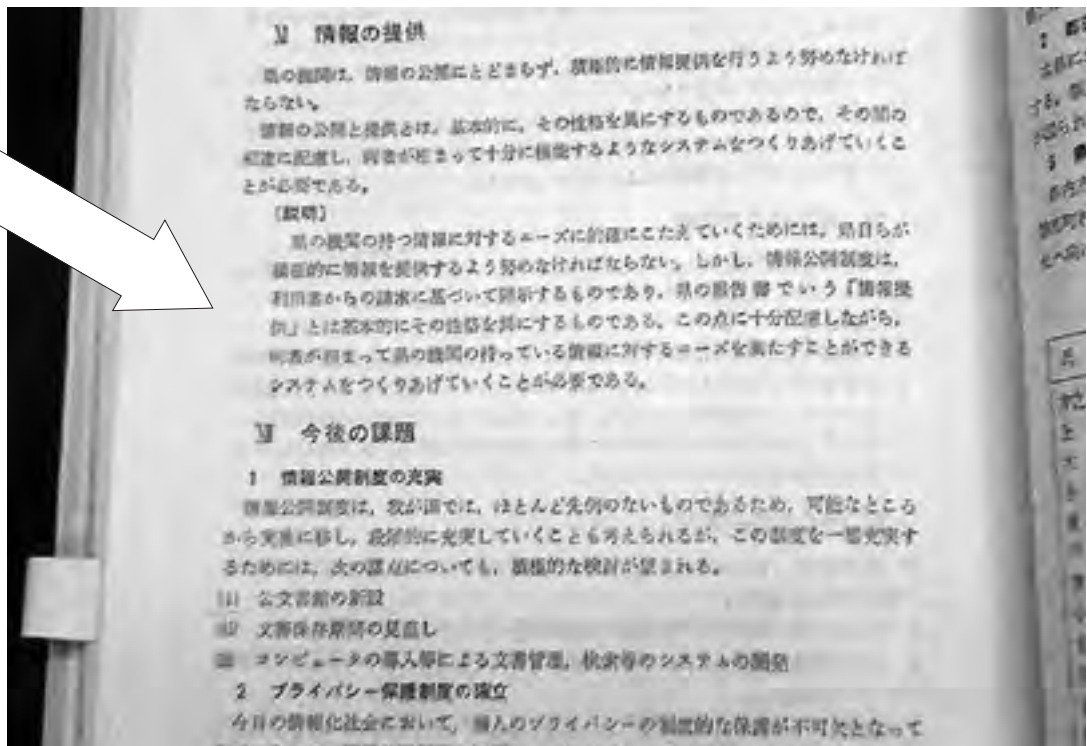 Ⅵ 情報の提供
県の機関は、情報の公開にとどまらず、積極的に情報提供を行うよう努めなければ
ならない。
情報の公開と提供とは、基本的に、その性格を異にするものであるので、その間の
相違に配慮し、両者が相まって十分に機能するようなシステムをつくりあげていくこ
とが必要である。
〔説明〕
県の機関の持つ情報に対するニーズに的確にこたえていくためには、県自らが
積極的に情報を提供するよう努めなければならない。しかし、情報公開制度は、
利用者からの請求に基づいて開示するものであり、県の報告書でいう「情報提
供」とは基本的にその性格を異にするものである。この点に十分配慮しながら、
両者が相まって県の機関の持っている情報に対するニーズを果たすことができる
システムをつくりあげていくことが必要である。
Ⅶ 今後の課題
1 情報公開制度の充実
情報公開制度は、我が国では、ほとんど先例のないものであるため、可能なところ
から実施に移し、段階的に充実していくことも考えられるが、この制度を一層充実す
るためには、次の諸点についても、積極的な検討が望まれる。
(1) 公文書館の新設
(2) 文書保存期間の見直し
(3) コンピュータの導入等による文書管理、検索等のシステムの開発
2 プライバシー保護制度の確立
今日の情報化社会において、個人のプライバシーの制度的な保護が不可欠となって